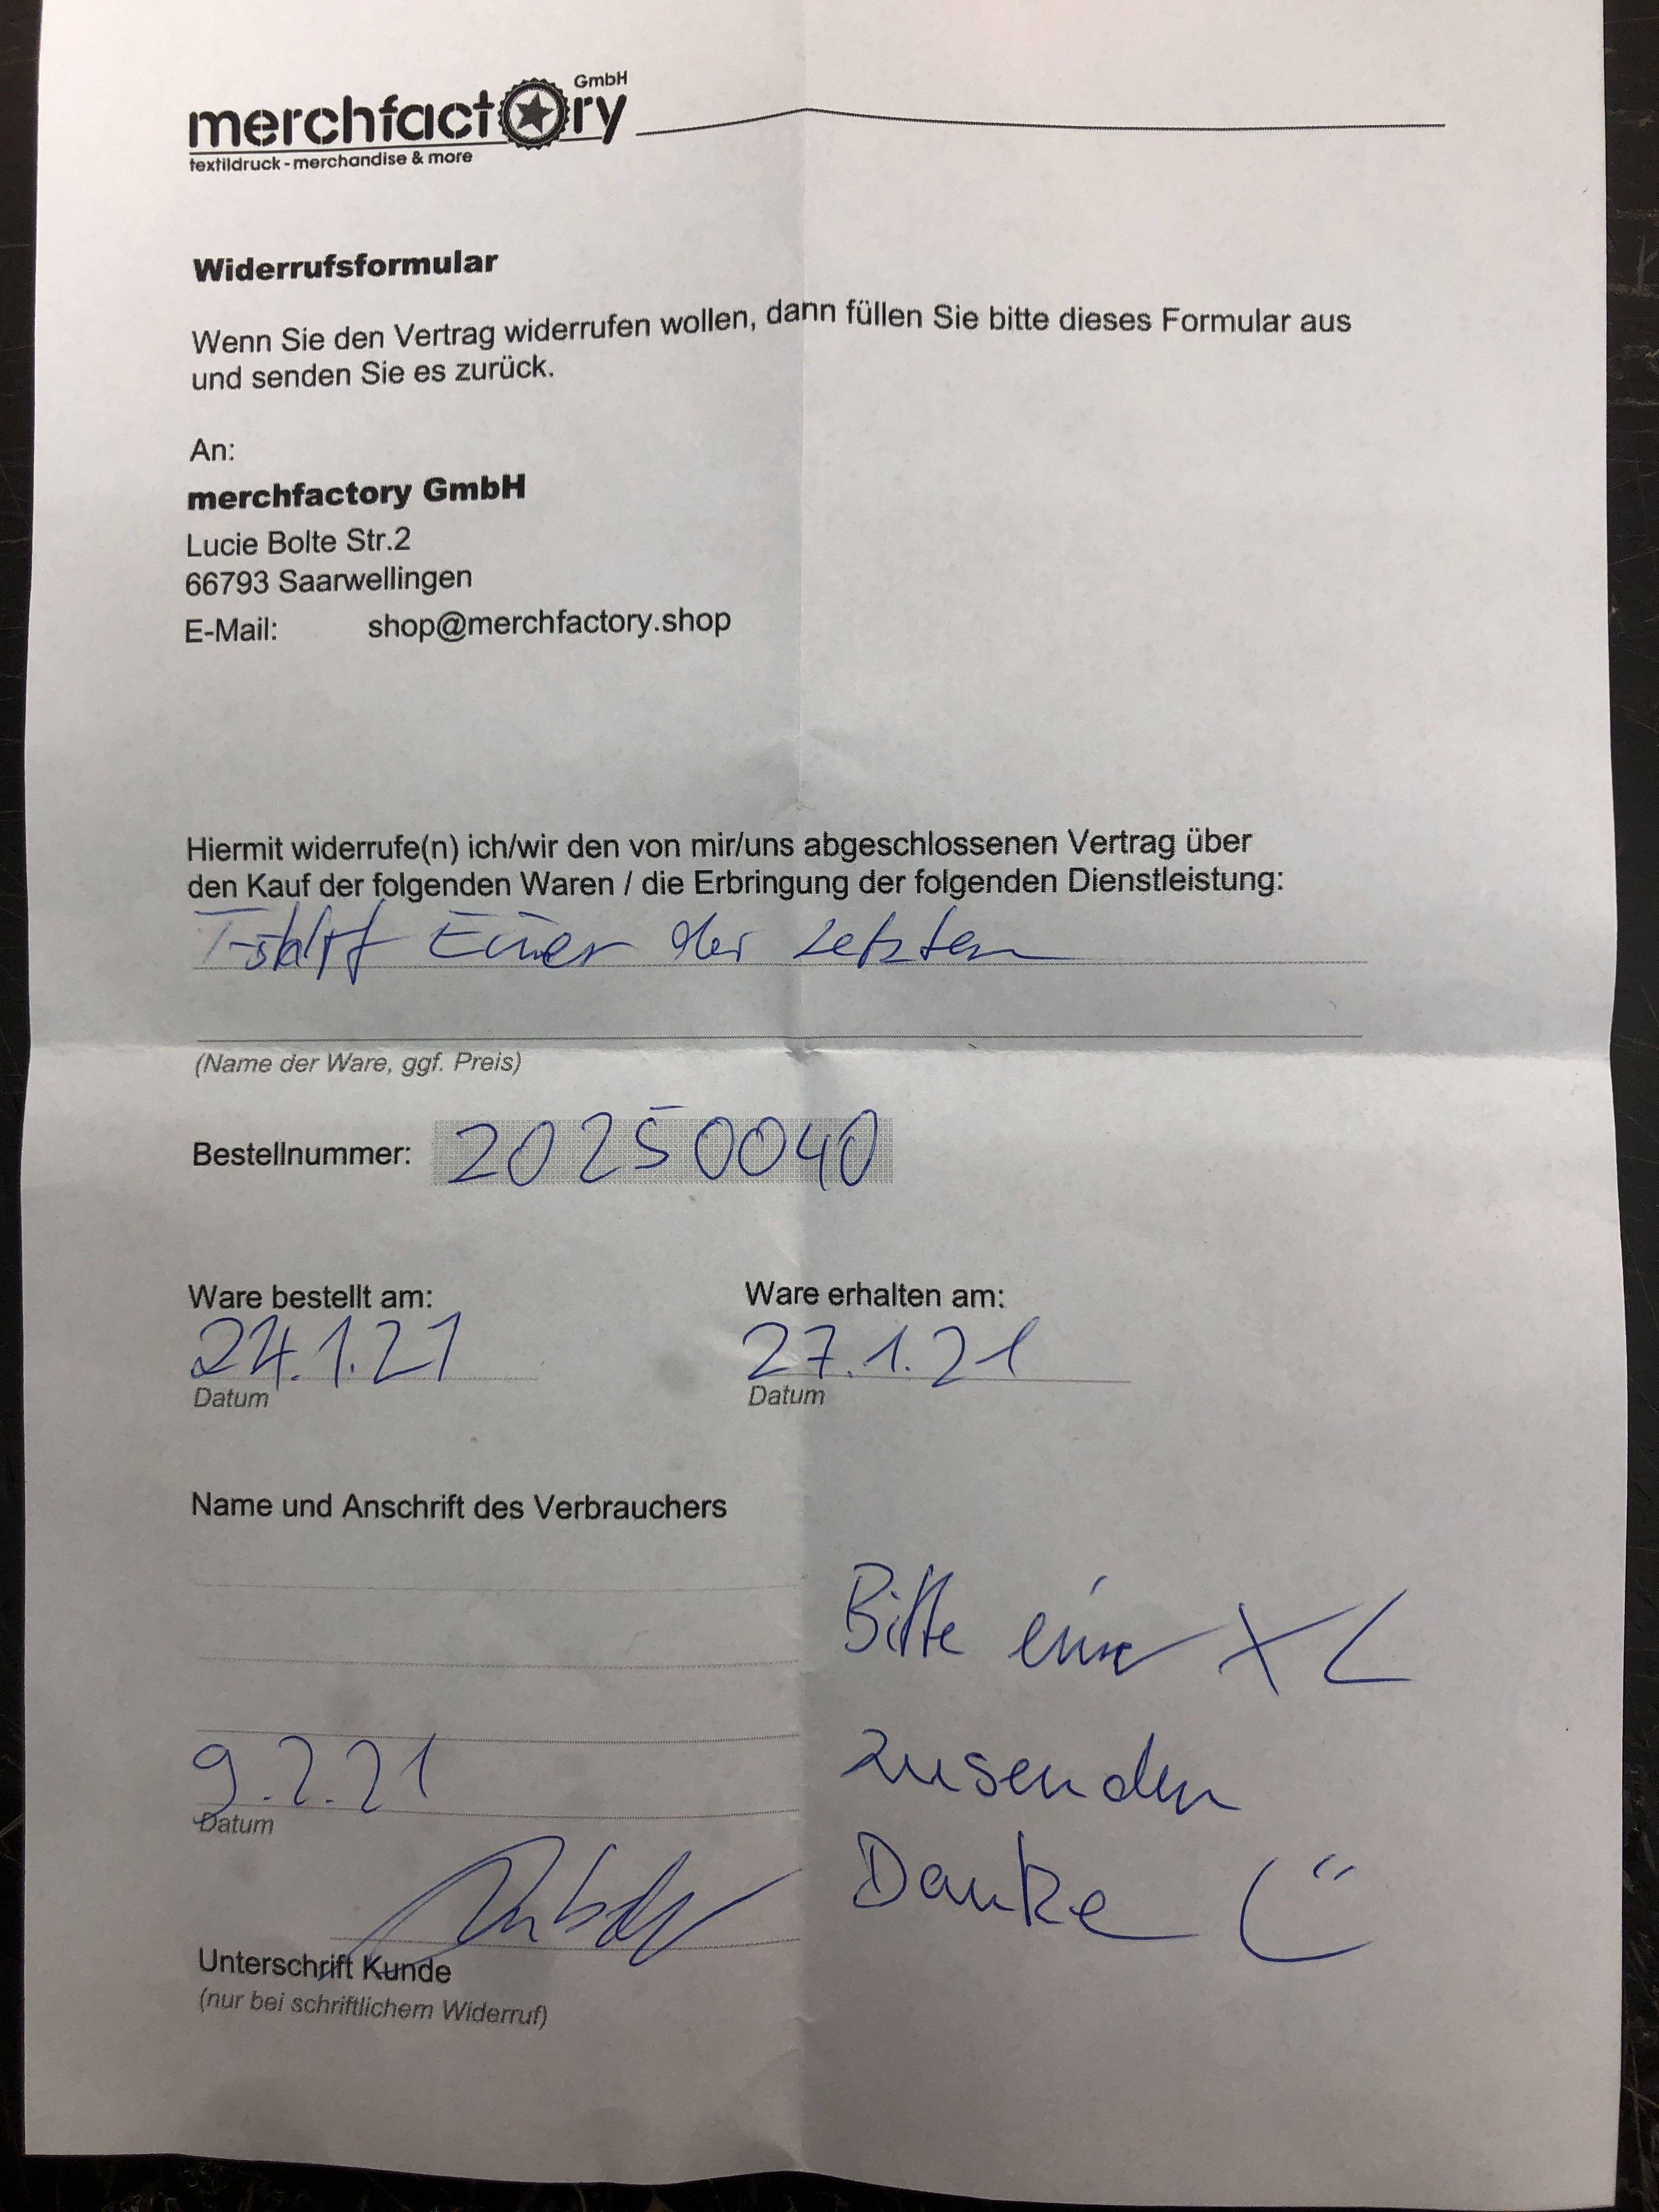 merchfactory GmbH
textildruck - merchandise & more
Widerrufsformular
Wenn Sie den Vertrag widerrufen wollen, dann füllen Sie bitte dieses Formular aus
und senden Sie es zurück.
An:
merchfactory GmbH
Lucie Bolte Str.2
66793 Saarwellingen
E-Mail: shop@merchfactory.shop
Hiermit widerrufe(n) ich/wir den von mir/uns abgeschlossenen Vertrag über
den Kauf der folgenden Waren / die Erbringung der folgenden Dienstleistung:
Einer der Letzten
(Name der Ware, ggf. Preis)
Bestellnummer: 20250040
Ware bestellt am: Ware erhalten am:
24.1.21 27.1.21
Datum Datum
Name und Anschrift des Verbrauchers
Bitte eine XL
zusenden
9.2.21
Datum
Danke (¨
Unterschrift Kunde
(nur bei schriftlichem Widerruf)